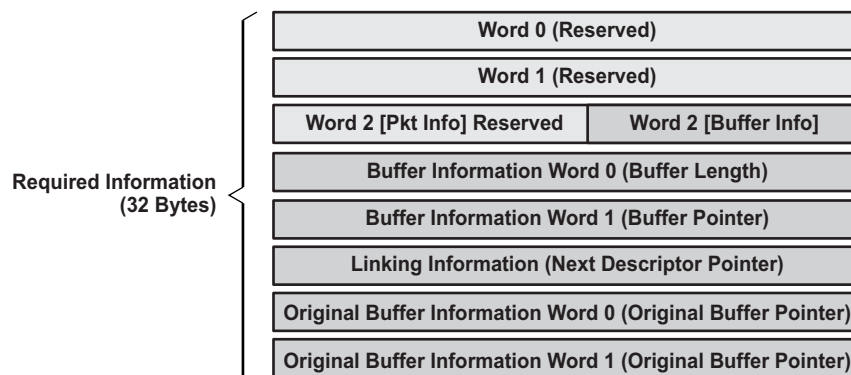 Word 0 (Reserved)
Word 1 (Reserved)
Word 2 [Pkt Info] Reserved Word 2 [Buffer Info]
Buffer Information Word 0 (Buffer Length)
Required Information
(32 Bytes)
Buffer Information Word 1 (Buffer Pointer)
Linking Information (Next Descriptor Pointer)
Original Buffer Information Word 0 (Original Buffer Pointer)
Original Buffer Information Word 1 (Original Buffer Pointer)